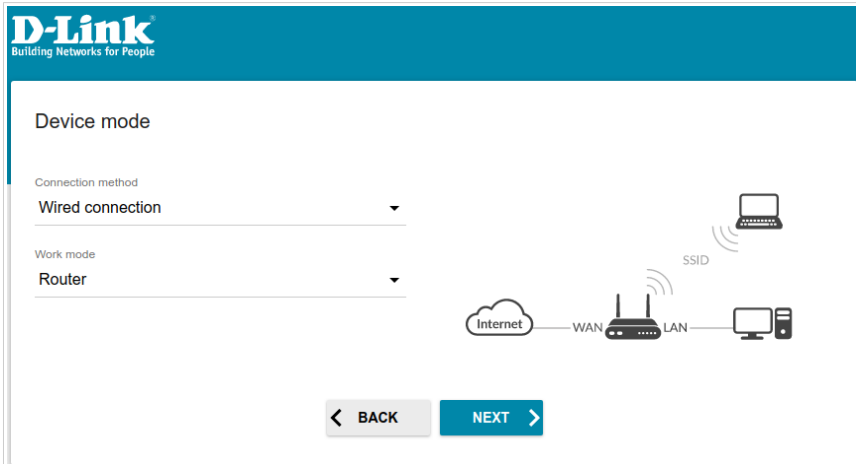 D-Link
Building Networks for People
Device mode
Connection method
Wired connection
Work mode
Router
SSID
Internet
WAN
LAN
BACK
NEXT